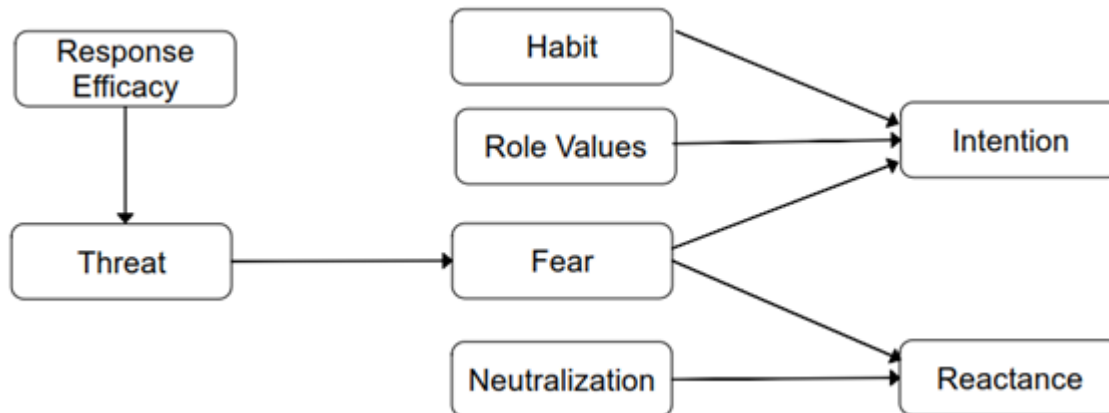 Response
Efficacy
Habit
Role Values
Intention
Threat
Fear
Neutralization
Reactance